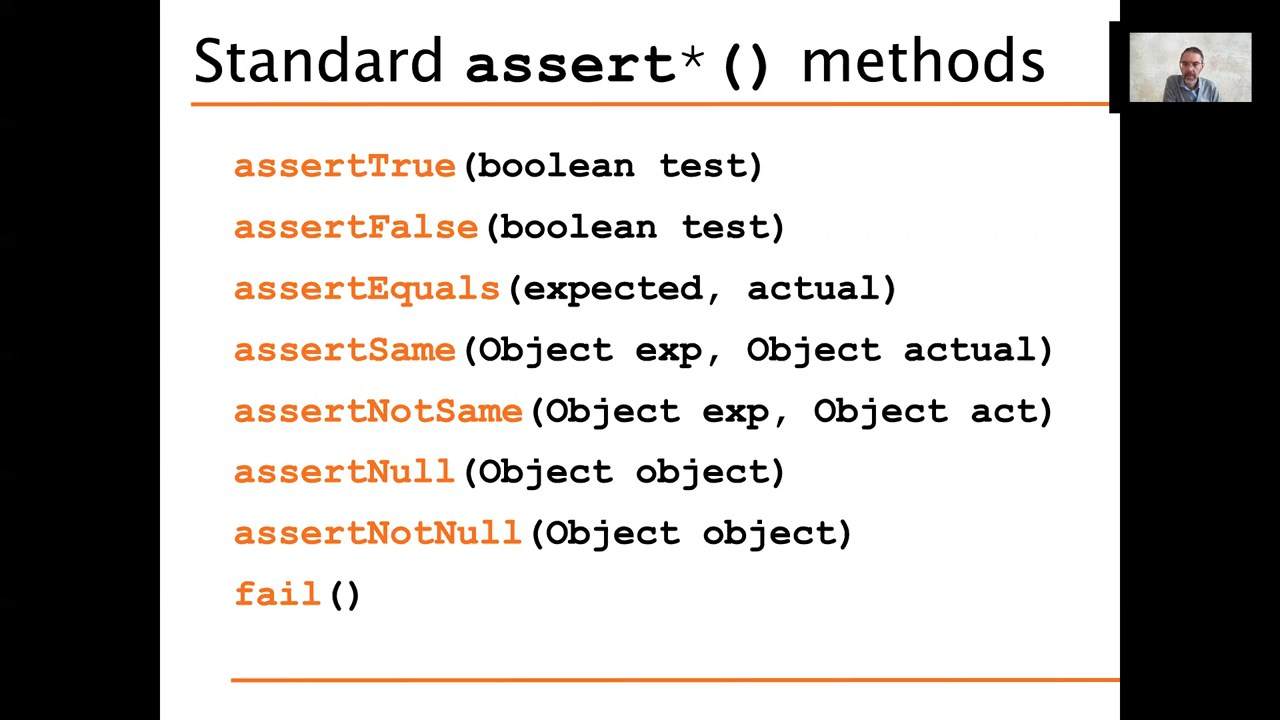 Standard assert*() methods
assertTrue(boolean test)
assertFalse(boolean test)
assertEquals(expected, actual)
assertSame(Object exp, Object actual)
assertNotSame(Object exp, Object act)
assertNull(Object object)
assertNotNull(Object object)
fail()